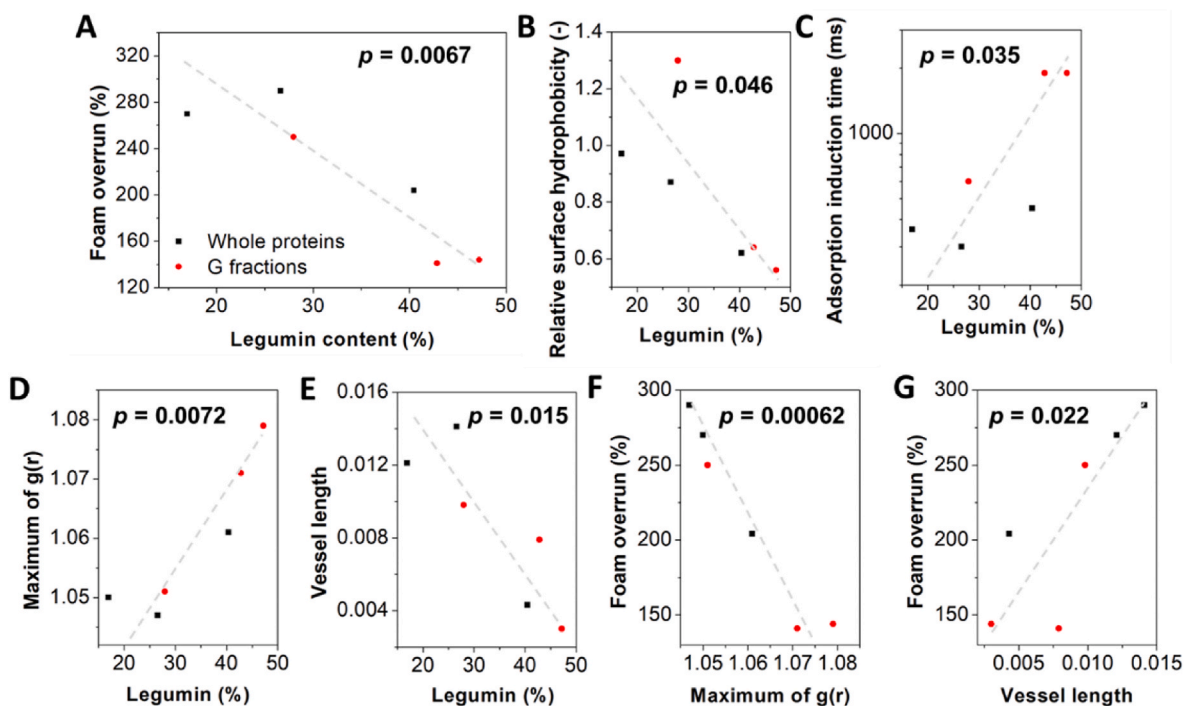 A
p = 0.0067
Foam overrun (%)
320
280
240
200
160
120
Whole proteins
G fractions
20 30 40 50
Legumin content (%)
B
p = 0.046
Relative surface hydrophobicity (-)
1.4
1.2
1.0
0.8
0.6
20 30 40 50
Legumin (%)
C
p = 0.035
Adsorption induction time (ms)
1000
20 30 40 50
Legumin (%)
D
p = 0.0072
Maximum of g(r)
1.08
1.07
1.06
1.05
20 30 40 50
Legumin (%)
E
p = 0.015
Vessel length
0.016
0.012
0.008
0.004
20 30 40 50
Legumin (%)
F
p = 0.00062
Foam overrun (%)
300
250
200
150
1.05 1.06 1.07 1.08
Maximum of g(r)
G
p = 0.022
Foam overrun (%)
300
250
200
150
0.005 0.010 0.015
Vessel length